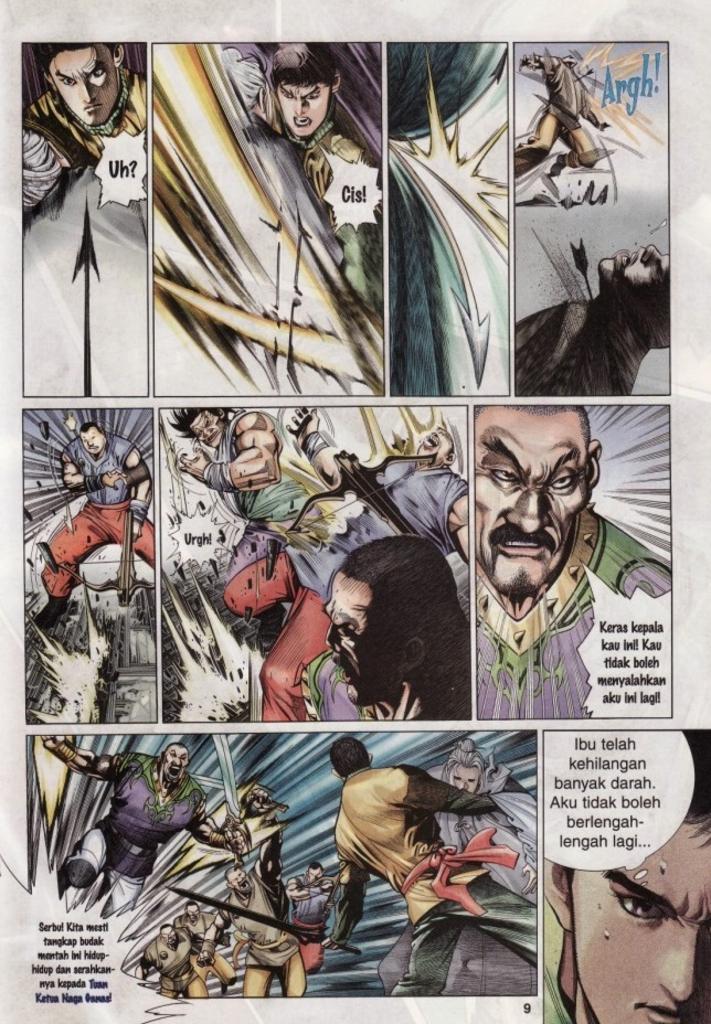 Uh?
Cis!
Argh!
Urgh!
Keras kepala
kau ini! Kau
tidak boleh
menyalahkan
aku ini lagi!
Serbu! Kita mesti
tangkap budak
mentah ini hidup-
hidup dan serahkan-
nya kepada Tuan
Ketua Naga Ganas!
Ibu telah
kehilangan
banyak darah.
Aku tidak boleh
berlengah-
lengah lagi...
9